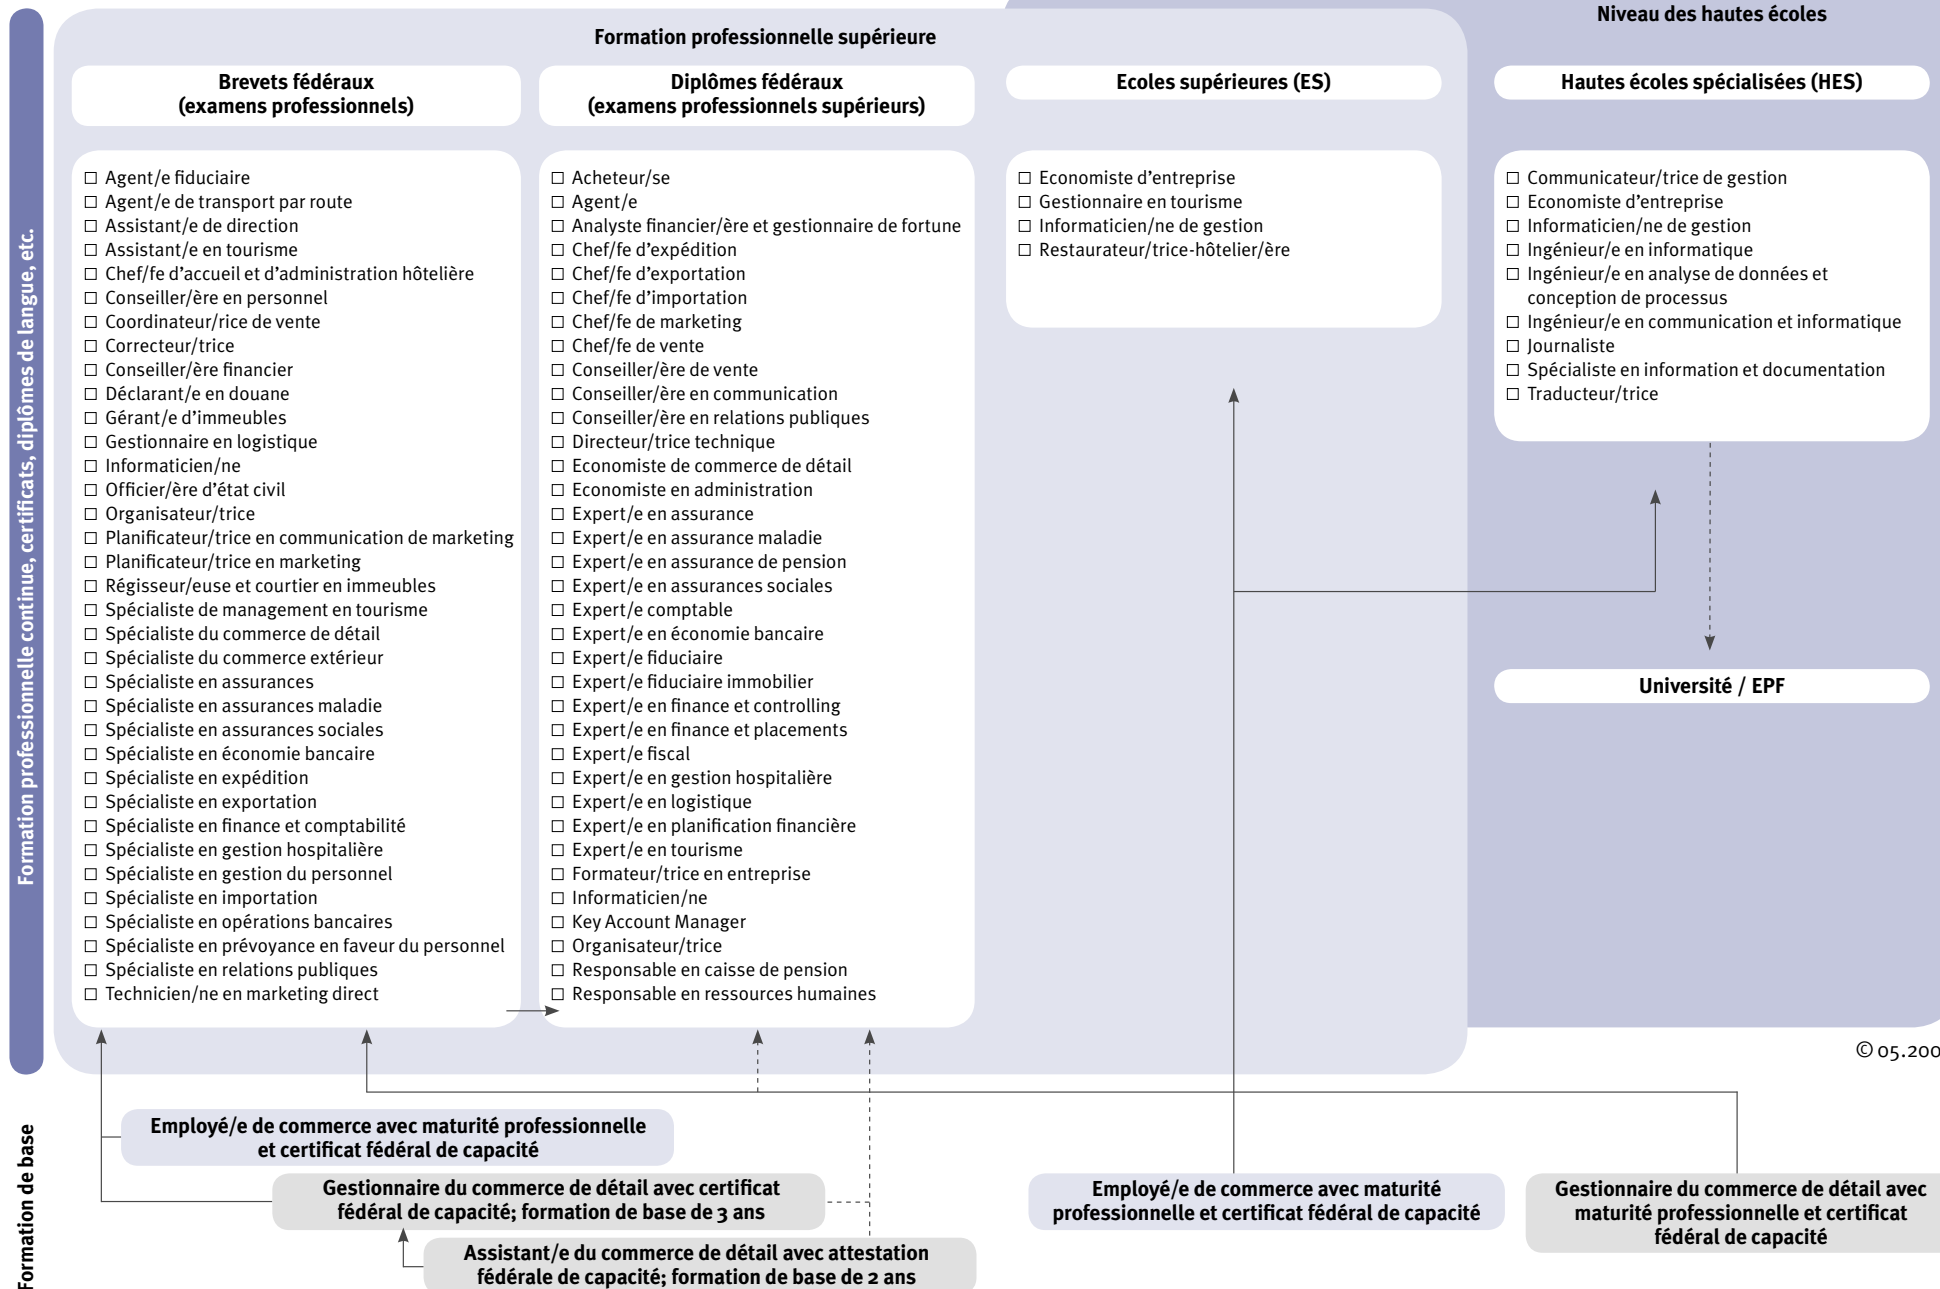 Niveau des hautes écoles
Formation professionnelle supérieure
Formation professionnelle continue, certificats, diplômes de langue, etc.
Brevets fédéraux
(examens professionnels)
□ Agent/e fiduciaire
□ Agent/e de transport par route
□ Assistant/e de direction
□ Assistant/e en tourisme
□ Chef/fe d'accueil et d'administration hôtelière
□ Conseiller/ère en personnel
□ Coordinateur/rice de vente
□ Correcteur/trice
□ Conseiller/ère financier
□ Déclarant/e en douane
□ Gérant/e d'immeubles
□ Gestionnaire en logistique
□ Informaticien/ne
□ Officier/ère d'état civil
□ Organisateur/trice
□ Planificateur/trice en communication de marketing
□ Planificateur/trice en marketing
□ Régisseur/euse et courtier en immeubles
□ Spécialiste de management en tourisme
□ Spécialiste du commerce de détail
□ Spécialiste du commerce extérieur
□ Spécialiste en assurances
□ Spécialiste en assurances maladie
□ Spécialiste en assurances sociales
□ Spécialiste en économie bancaire
□ Spécialiste en expédition
□ Spécialiste en exportation
□ Spécialiste en finance et comptabilité
□ Spécialiste en gestion hospitalière
□ Spécialiste en gestion du personnel
□ Spécialiste en importation
□ Spécialiste en opérations bancaires
□ Spécialiste en prévoyance en faveur du personnel
□ Spécialiste en relations publiques
□ Technicien/ne en marketing direct
Diplômes fédéraux
(examens professionnels supérieurs)
□ Acheteur/se
□ Agent/e
□ Analyste financier/ère et gestionnaire de fortune
□ Chef/fe d'expédition
□ Chef/fe d'exportation
□ Chef/fe d'importation
□ Chef/fe de marketing
□ Chef/fe de vente
□ Conseiller/ère de vente
□ Conseiller/ère en communication
□ Conseiller/ère en relations publiques
□ Directeur/trice technique
□ Economiste de commerce de détail
□ Economiste en administration
□ Expert/e en assurance
□ Expert/e en assurance maladie
□ Expert/e en assurance de pension
□ Expert/e en assurances sociales
□ Expert/e comptable
□ Expert/e en économie bancaire
□ Expert/e fiduciaire
□ Expert/e fiduciaire immobilier
□ Expert/e en finance et controlling
□ Expert/e en finance et placements
□ Expert/e fiscal
□ Expert/e en gestion hospitalière
□ Expert/e en logistique
□ Expert/e en planification financière
□ Expert/e en tourisme
□ Formateur/trice en entreprise
□ Informaticien/ne
□ Key Account Manager
□ Organisateur/trice
□ Responsable en caisse de pension
□ Responsable en ressources humaines
Ecoles supérieures (ES)
□ Economiste d'entreprise
□ Gestionnaire en tourisme
□ Informaticien/ne de gestion
□ Restaurateur/trice-hôtelier/ère
Hautes écoles spécialisées (HES)
□ Communicateur/trice de gestion
□ Economiste d'entreprise
□ Informaticien/ne de gestion
□ Ingénieur/e en informatique
□ Ingénieur/e en analyse de données et
conception de processus
□ Ingénieur/e en communication et informatique
□ Journaliste
□ Spécialiste en information et documentation
□ Traducteur/trice
Université / EPF
© 05.200
Formation de base
Employé/e de commerce avec maturité professionnelle
et certificat fédéral de capacité
Gestionnaire du commerce de détail avec certificat
fédéral de capacité; formation de base de 3 ans
Assistant/e du commerce de détail avec attestation
fédérale de capacité; formation de base de 2 ans
Employé/e de commerce avec maturité
professionnelle et certificat fédéral de capacité
Gestionnaire du commerce de détail avec
maturité professionnelle et certificat
fédéral de capacité